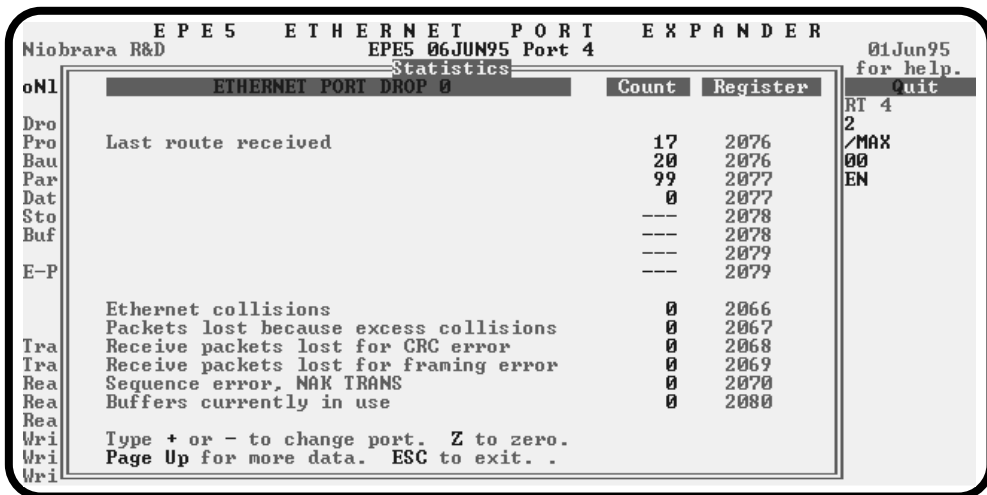 E P E 5 E T H E R N E T P O R T E X P A N D E R
Niobrara R&D EPE5 06JUN95 Port 4 01Jun95
Statistics for help.
oNl ETHERNET PORT DROP 0 Count Register Quit
RT 4
Dro 2
Pro Last route received 17 2076 /MAX
Bau 20 2076 00
Par 99 2077 EN
Dat 0 2077
Sto --- 2078
Buf --- 2078
--- 2079
E-P --- 2079
Ethernet collisions 0 2066
Packets lost because excess collisions 0 2067
Tra Receive packets lost for CRC error 0 2068
Tra Receive packets lost for framing error 0 2069
Rea Sequence error, NAK TRANS 0 2070
Rea Buffers currently in use 0 2080
Rea
Wri Type + or - to change port. Z to zero.
Wri Page Up for more data. ESC to exit. .
Wri